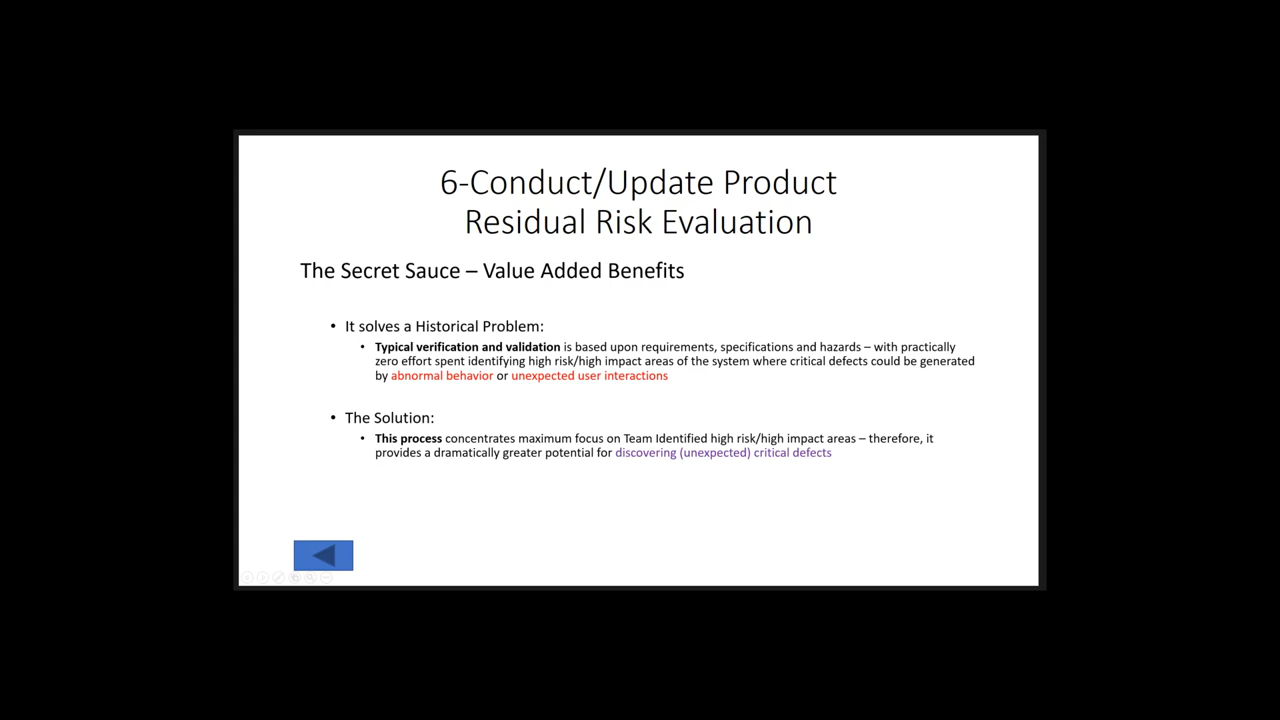 6-Conduct/Update Product
Residual Risk Evaluation
The Secret Sauce – Value Added Benefits
• It solves a Historical Problem:
• Typical verification and validation is based upon requirements, specifications and hazards – with practically
zero effort spent identifying high risk/high impact areas of the system where critical defects could be generated
by abnormal behavior or unexpected user interactions
• The Solution:
• This process concentrates maximum focus on Team Identified high risk/high impact areas – therefore, it
provides a dramatically greater potential for discovering (unexpected) critical defects